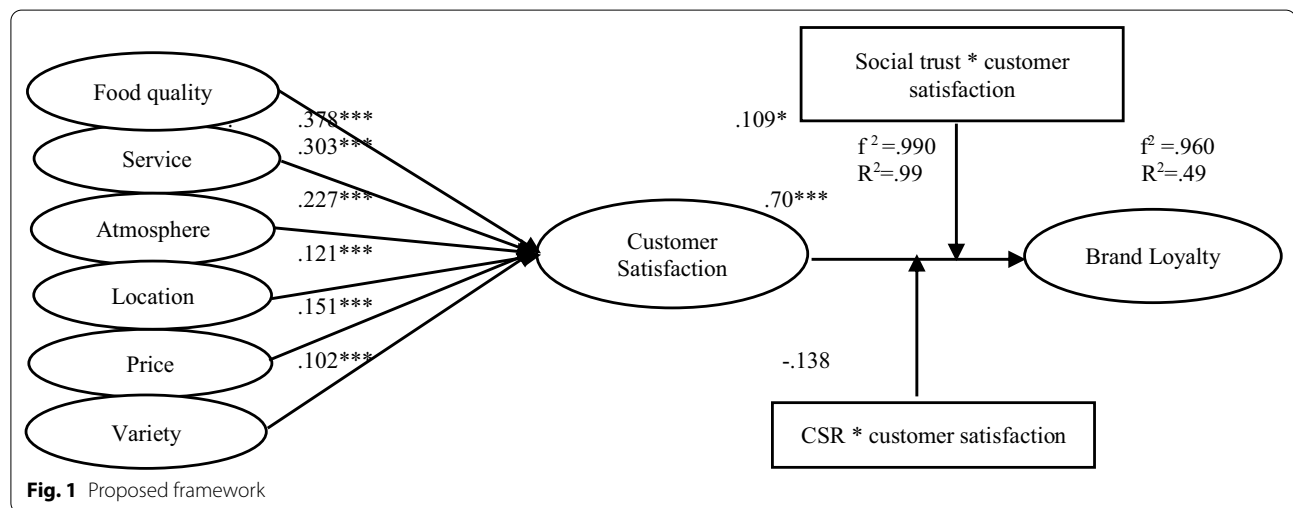 Food quality
Service
Atmosphere
Location
Price
Variety
.378***
.303***
.227***
.121***
.151***
.102***
Customer
Satisfaction
.109*
.70***
-.138
Social trust * customer
satisfaction
f ² =.990
R²=.99
f² =.960
R²=.49
Brand Loyalty
CSR * customer satisfaction
Fig. 1 Proposed framework